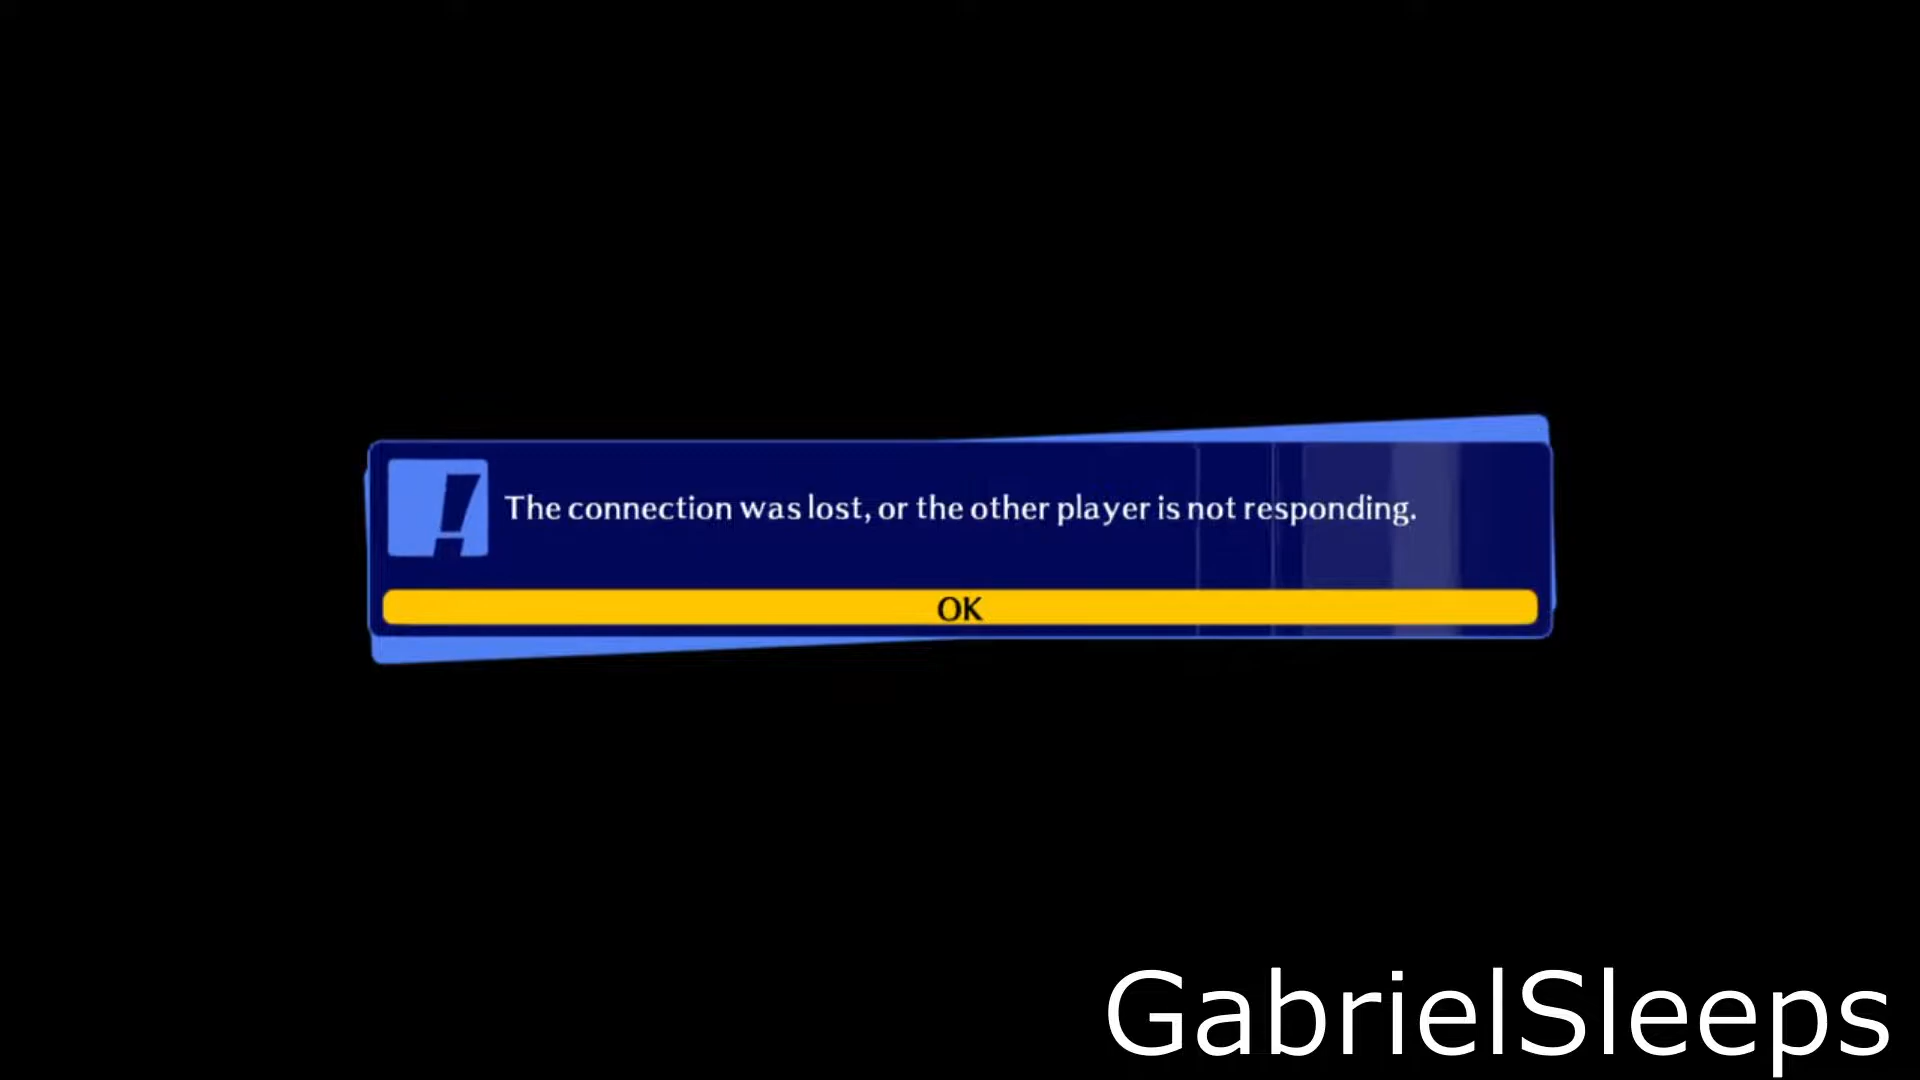 The connection was lost, or the other player is not responding.
OK
GabrielSleeps